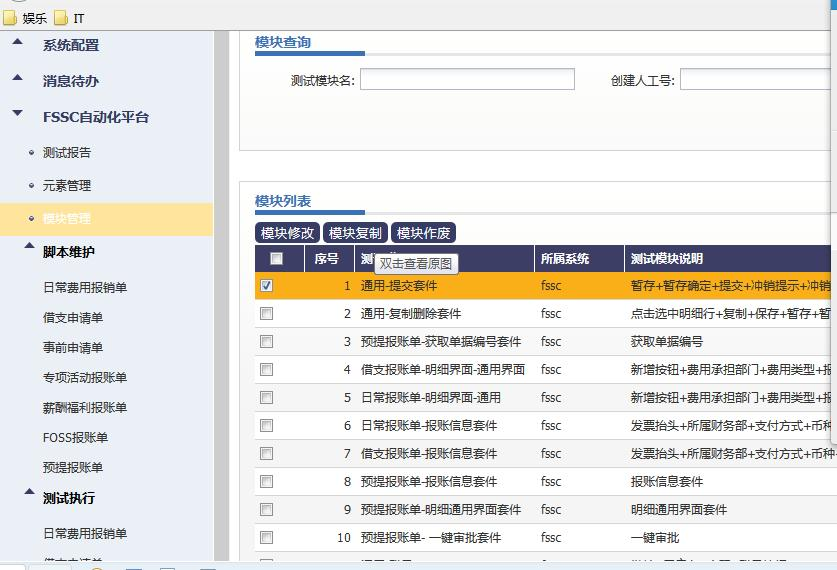 娱乐 IT
系统配置
消息待办
FSSC自动化平台
测试报告
元素管理
模块管理
脚本维护
日常费用报销单
借支申请单
事前申请单
专项活动报账单
薪酬福利报账单
FOSS报账单
预提报账单
测试执行
日常费用报销单
模块查询
测试模块名:
创建人工号:
模块列表
模块修改 模块复制 模块作废
序号 测 所属系统 测试模块说明
双击查看原图
1 通用-提交套件 fssc 暂存+暂存确定+提交+冲销提示+冲销
2 通用-复制删除套件 fssc 点击选中明细行+复制+保存+暂存+暂
3 预提报账单-获取单据编号套件 fssc 获取单据编号
4 借支报账单-明细界面-通用界面 fssc 新增按钮+费用承担部门+费用类型+报
5 日常报账单-明细界面-通用 fssc 新增按钮+费用承担部门+费用类型+报
6 日常报账单-报账信息套件 fssc 发票抬头+所属财务部+支付方式+币种
7 借支报账单-报账信息套件 fssc 发票抬头+所属财务部+支付方式+币种
8 预提报账单-报账信息套件 fssc 报账信息套件
9 预提报账单-明细通用界面套件 fssc 明细通用界面套件
10 预提报账单- 一键审批套件 fssc 一键审批